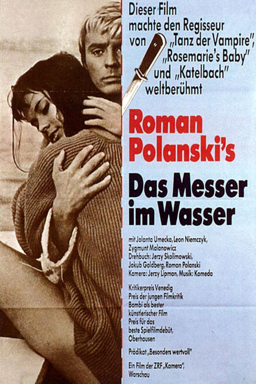 Dieser Film
machte den Regisseur
von „Tanz der Vampire",
„Rosemarie's Baby"
und „Katelbach"
weltberühmt
Roman
Polanski's
Das Messer
im Wasser
mit Jolanta Umecka, Leon Niemczyk,
Zygmunt Malanowicz
Drehbuch: Jerzy Skolimowski,
Jakub Goldberg, Roman Polanski
Kamera: Jerzy Lipman, Musik: Komeda
Kritikerpreis Venedig
Preis der jungen Filmkritik
Bambi als bester
künstlerischer Film
Preis für das
beste Spielfilmdebüt,
Oberhausen
Prädikat „Besonders wertvoll"
Ein Film der ZRF „Kamera",
Warschau